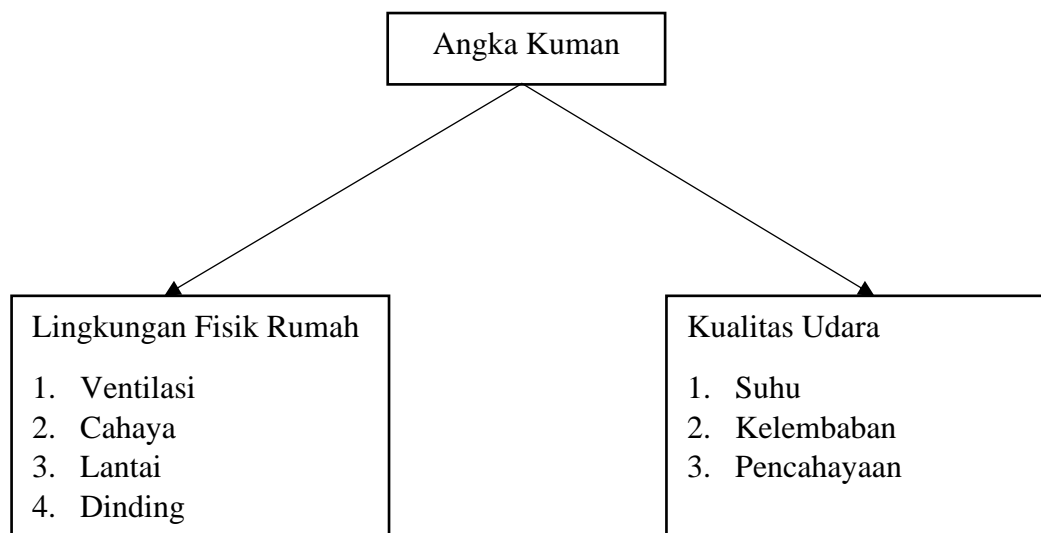 Angka Kuman
Lingkungan Fisik Rumah
1. Ventilasi
2. Cahaya
3. Lantai
4. Dinding
Kualitas Udara
1. Suhu
2. Kelembaban
3. Pencahayaan